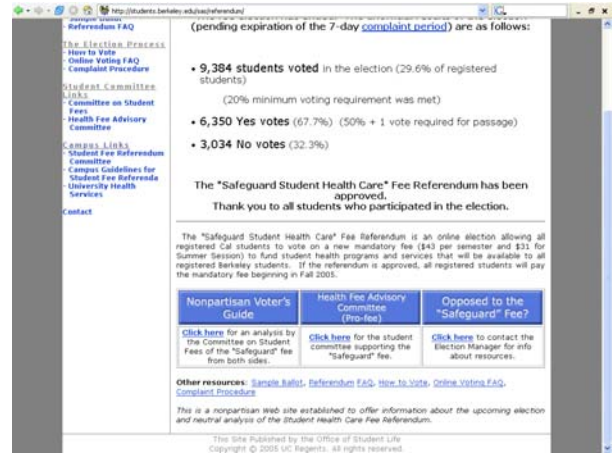 http://students.berkeley.edu/sas/referendum/
Sample Ballot
Referendum FAQ
The Election Process
How to Vote
Online Voting FAQ
Complaint Procedure
Student Committee
Links
Committee on Student
Fees
Health Fee Advisory
Committee
Campus Links
Student Fee Referendum
Committee
Campus Guidelines for
Student Fee Referenda
University Health
Services
Contact
(pending expiration of the 7-day complaint period) are as follows:
• 9,384 students voted in the election (29.6% of registered
students)
(20% minimum voting requirement was met)
• 6,350 Yes votes (67.7%) (50% + 1 vote required for passage)
• 3,034 No votes (32.3%)
The "Safeguard Student Health Care" Fee Referendum has been
approved.
Thank you to all students who participated in the election.
The "Safeguard Student Health Care" Fee Referendum is an online election allowing all
registered Cal students to vote on a new mandatory fee ($43 per semester and $31 for
Summer Session) to fund student health programs and services that will be available to all
registered Berkeley students. If the referendum is approved, all registered students will pay
the mandatory fee beginning in Fall 2005.
Nonpartisan Voter's
Guide
Health Fee Advisory
Committee
(Pro-fee)
Opposed to the
"Safeguard" Fee?
Click here for an analysis by
the Committee on Student
Fees of the "Safeguard" fee
from both sides.
Click here for the student
committee supporting the
"Safeguard" fee.
Click here to contact the
Election Manager for info
about resources.
Other resources: Sample Ballot, Referendum FAQ, How to Vote, Online Voting FAQ,
Complaint Procedure
This is a nonpartisan Web site established to offer information about the upcoming election
and neutral analysis of the Student Health Care Fee Referendum.
This Site Published by the Office of Student Life
Copyright © 2005 UC Regents. All rights reserved.